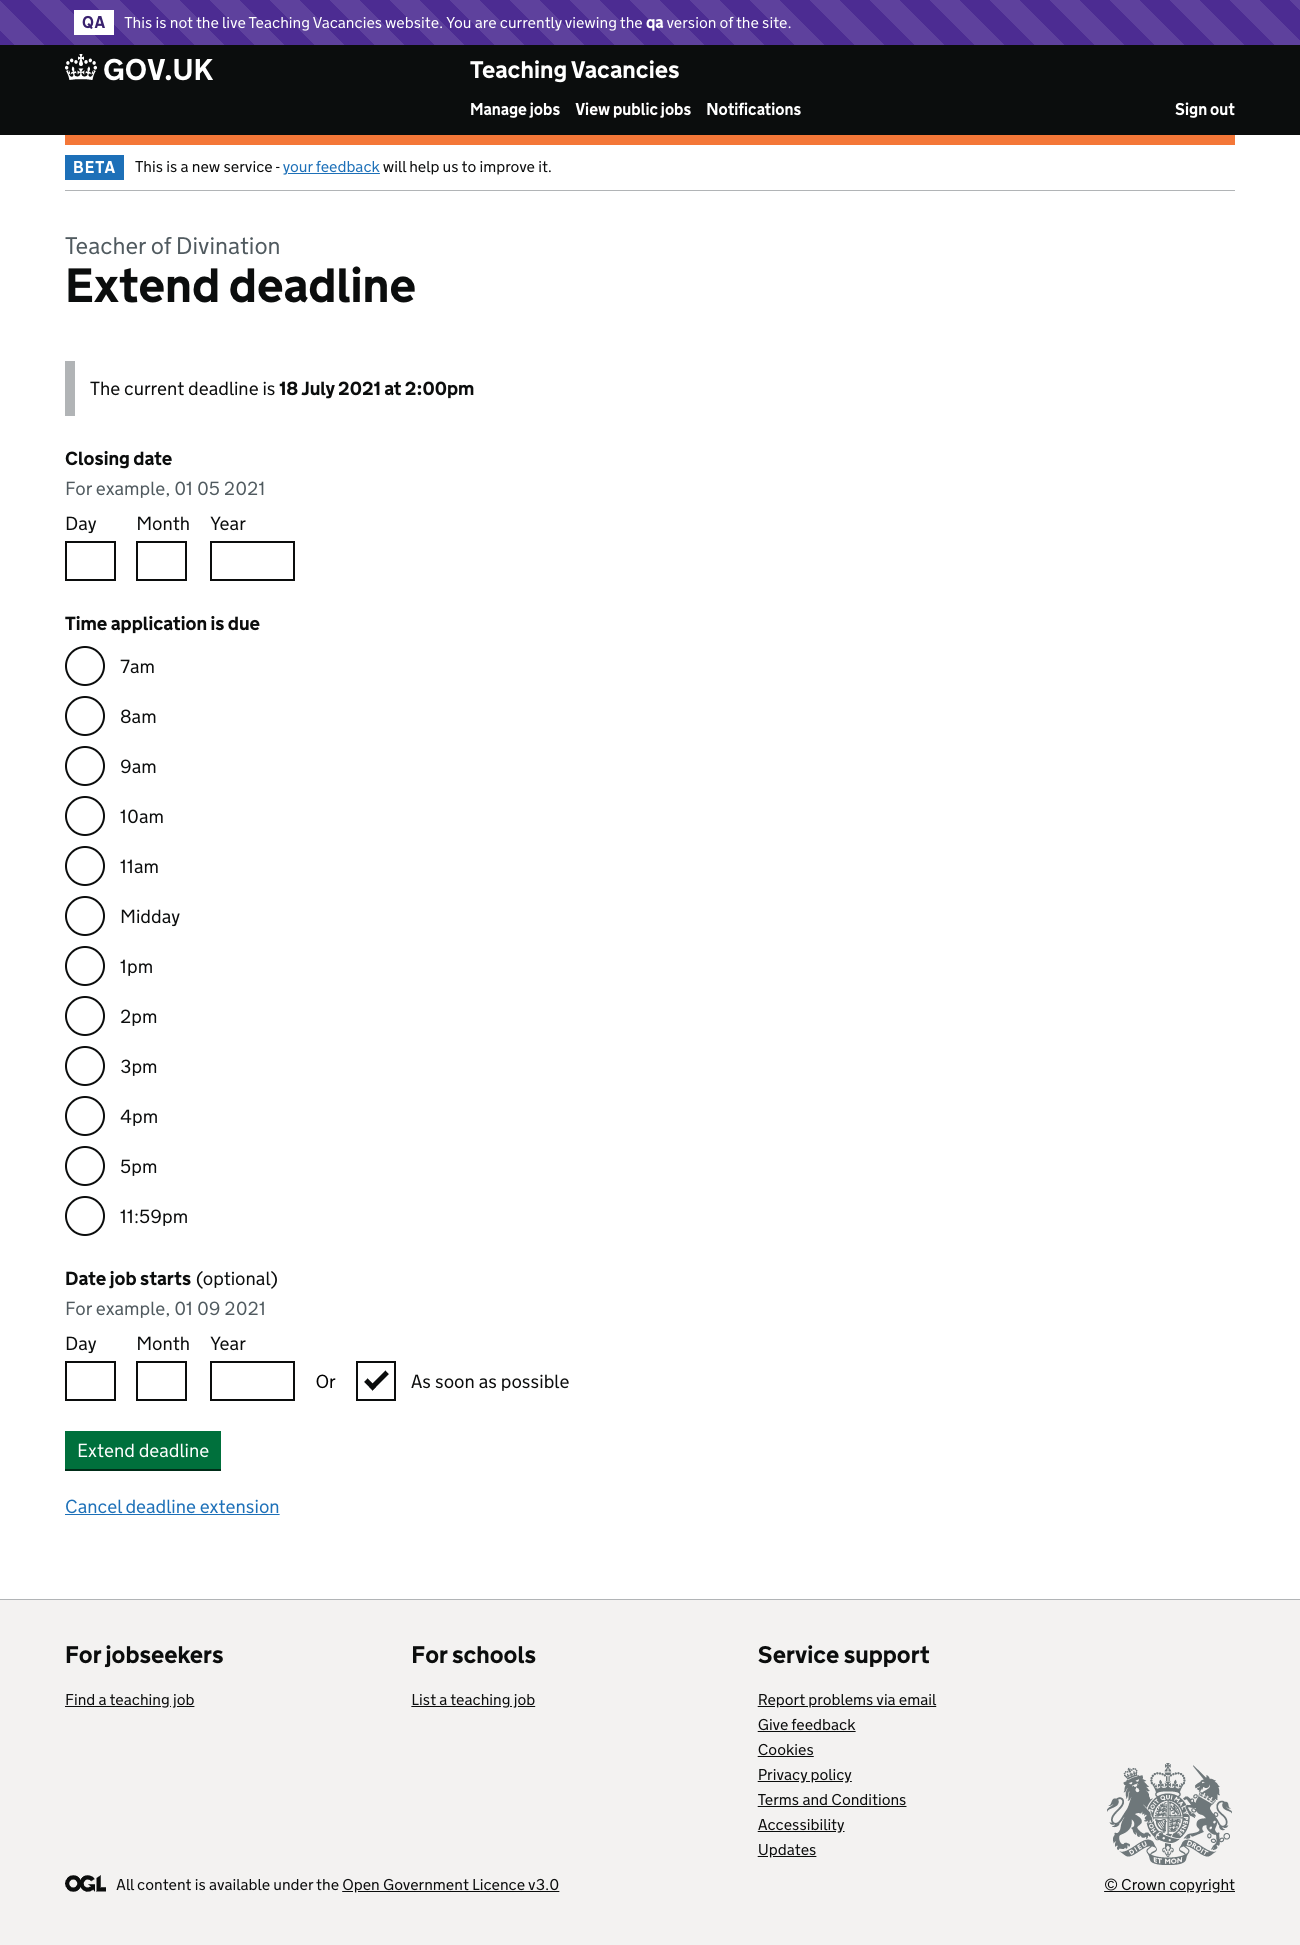 QA This is not the live Teaching Vacancies website. You are currently viewing the qa version of the site.
GOV.UK Teaching Vacancies
Manage jobs View public jobs Notifications Sign out
BETA This is a new service - your feedback will help us to improve it.
Teacher of Divination
Extend deadline
The current deadline is 18 July 2021 at 2:00pm
Closing date
For example, 01 05 2021
Day Month Year
Time application is due
7am
8am
9am
10am
11am
Midday
1pm
2pm
3pm
4pm
5pm
11:59pm
Date job starts (optional)
For example, 01 09 2021
Day Month Year
Or As soon as possible
Extend deadline
Cancel deadline extension
For jobseekers
Find a teaching job
For schools
List a teaching job
Service support
Report problems via email
Give feedback
Cookies
Privacy policy
Terms and Conditions
Accessibility
Updates
DIEU ET MON DROIT
OGL All content is available under the Open Government Licence v3.0
© Crown copyright